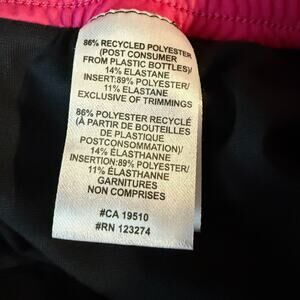 86% RECYCLED POLYESTER
(POST CONSUMER
FROM PLASTIC BOTTLES)/
14% ELASTANE
INSERT:89% POLYESTER/
11% ELASTANE
EXCLUSIVE OF TRIMMINGS
86% POLYESTER RECYCLÉ
(À PARTIR DE BOUTEILLES
DE PLASTIQUE
POSTCONSOMMATION)/
14% ÉLASTHANNE
INSERTION:89% POLYESTER/
11% ÉLASTHANNE
GARNITURES
NON COMPRISES
#CA 19510
#RN 123274